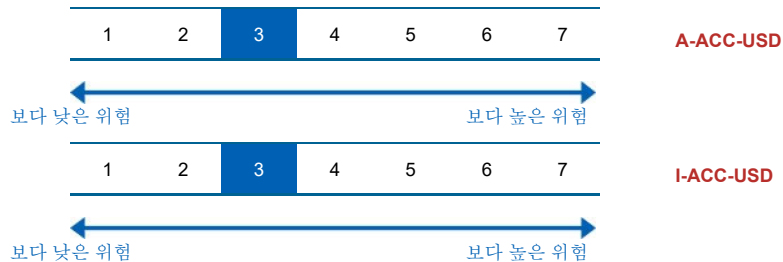 1 2 3 4 5 6 7 A-ACC-USD
보다 낮은 위험 보다 높은 위험
1 2 3 4 5 6 7 I-ACC-USD
보다 낮은 위험 보다 높은 위험